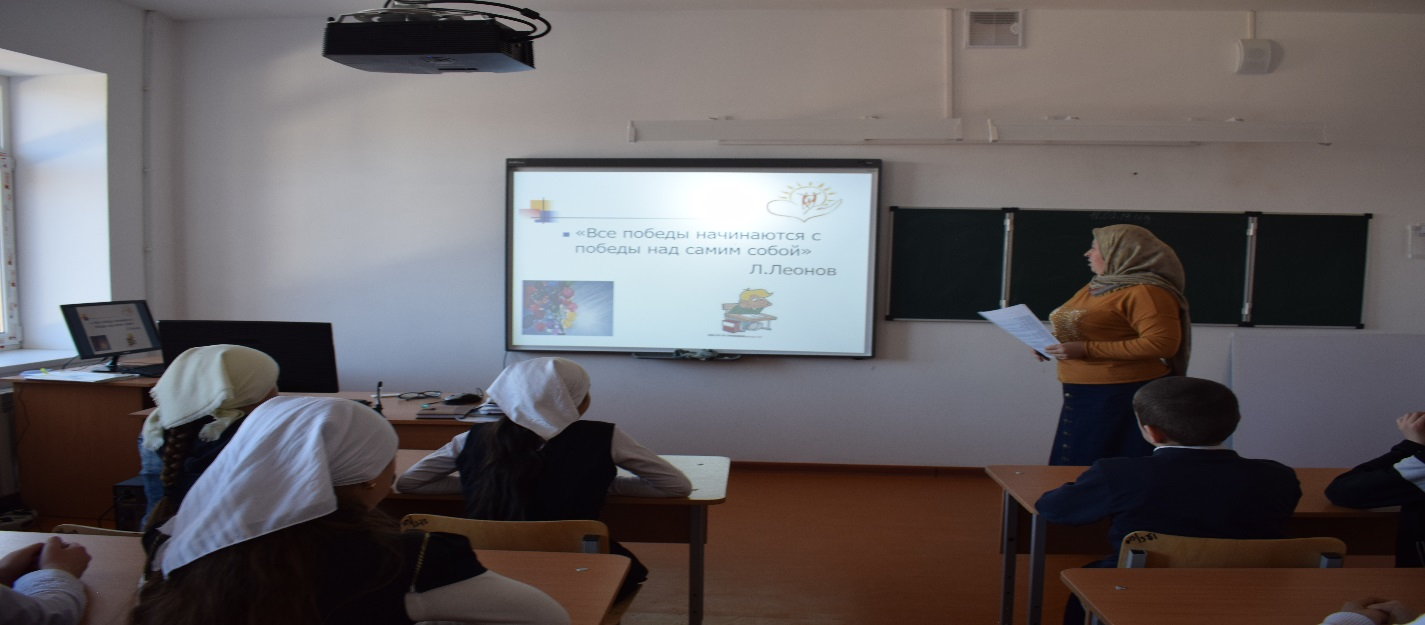 «Все победы начинаются с
победы над самим собой»
Л.Леонов